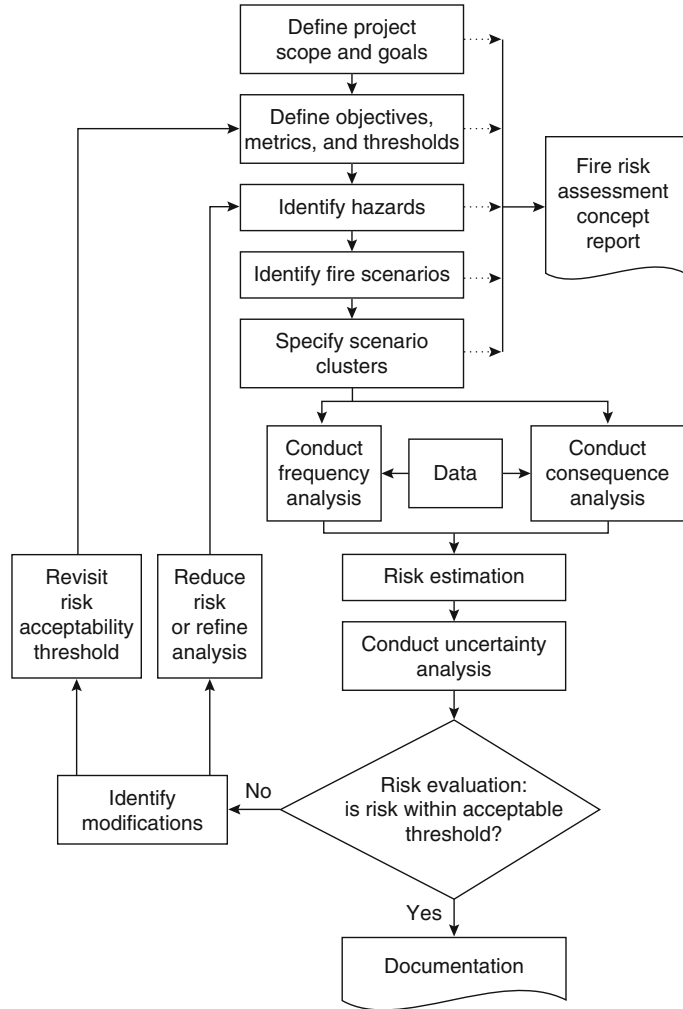 Define project
scope and goals
Define objectives,
metrics, and thresholds
Identify hazards
Identify fire scenarios
Specify scenario
clusters
Fire risk
assessment
concept
report
Conduct
frequency
analysis
Data
Conduct
consequence
analysis
Risk estimation
Conduct uncertainty
analysis
Revisit
risk
acceptability
threshold
Reduce
risk
or refine
analysis
Risk evaluation:
is risk within acceptable
threshold?
No
Identify
modifications
Yes
Documentation